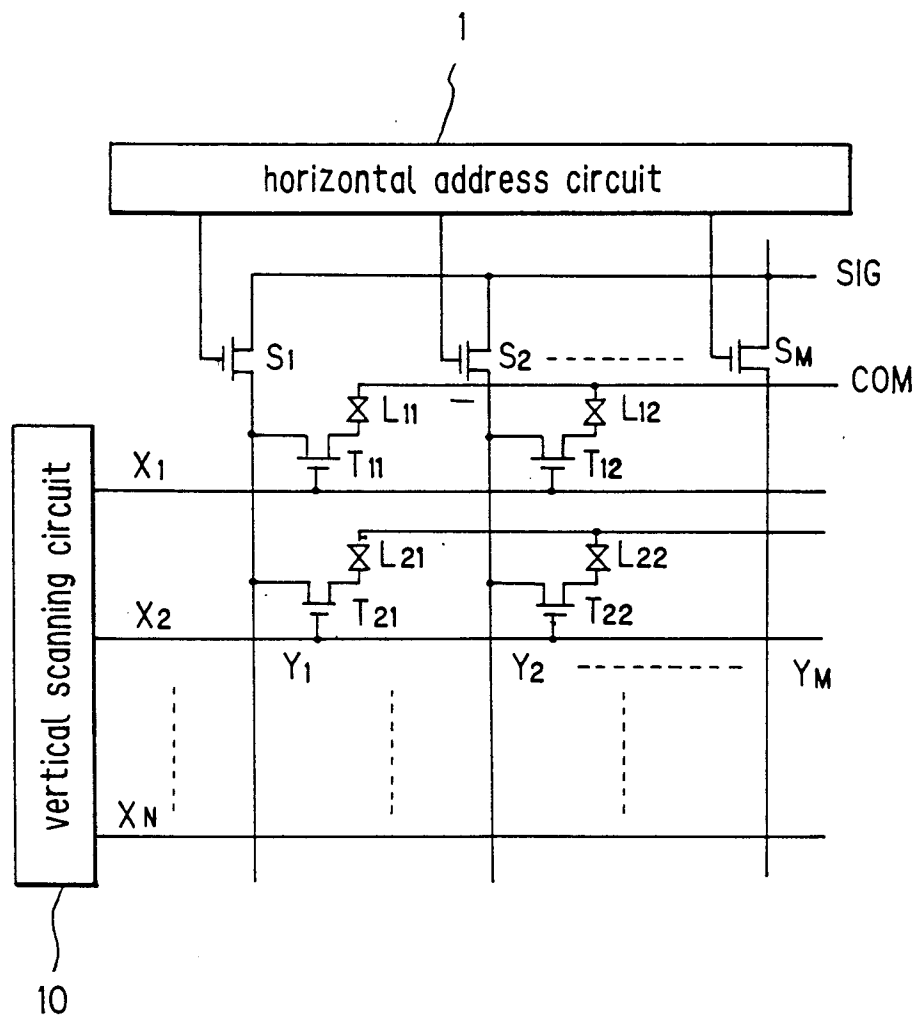 1
horizontal address circuit
SIG
S1
S2
SM
COM
L11
L12
T11
T12
X1
L21
L22
T21
T22
X2
Y1
Y2
YM
XN
vertical scanning circuit
10